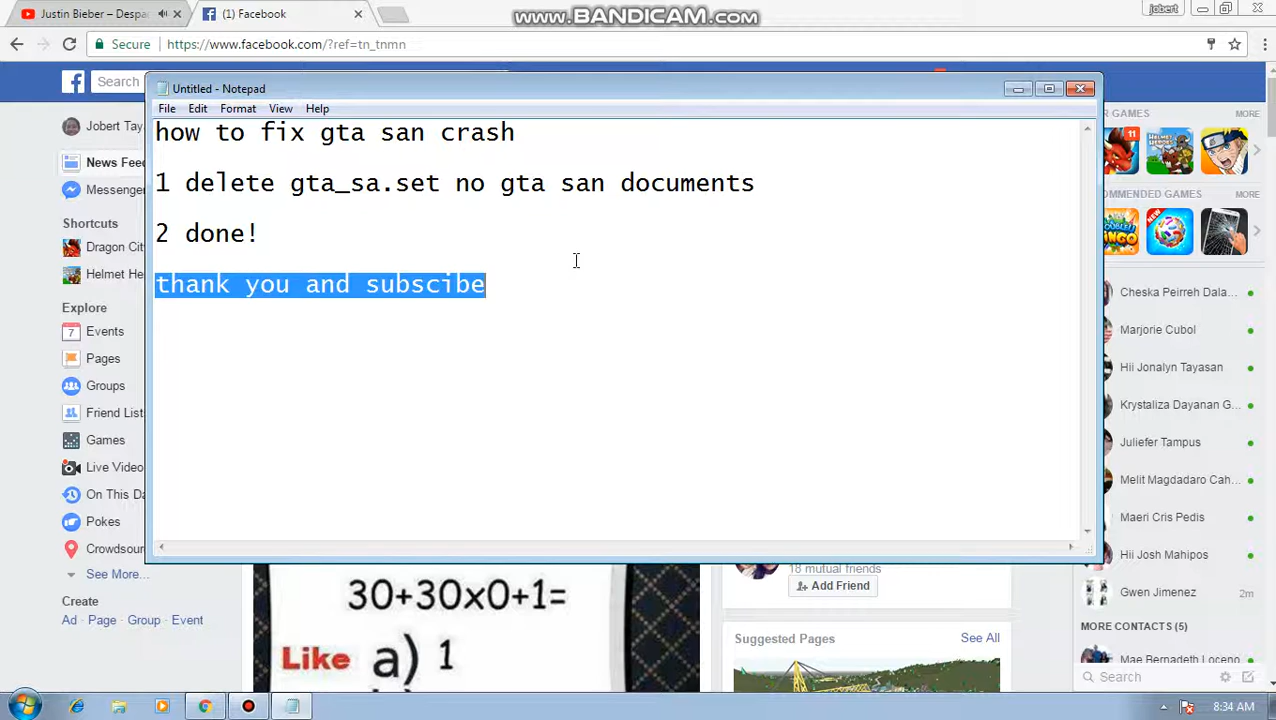 Justin Bieber – Despa
(1) Facebook
www.BANDICAM.com
jobert
Secure
https://www.facebook.com/?ref=tn_tnmn
Search
Untitled - Notepad
File Edit Format View Help
how to fix gta san crash
1 delete gta_sa.set no gta san documents
2 done!
thank you and subscibe
Jobert Tay
News Feed
Messenger
Shortcuts
Dragon City
Helmet He
Explore
Events
Pages
Groups
Friend List
Games
Live Video
On This Da
Pokes
Crowdsour
See More...
Create
Ad · Page · Group · Event
R GAMES MORE
11
OMMENDED GAMES MORE
NEW
Cheska Peirreh Dala...
Marjorie Cubol
Hii Jonalyn Tayasan
Krystaliza Dayanan G...
Juliefer Tampus
Melit Magdadaro Cah...
Maeri Cris Pedis
Hii Josh Mahipos
Gwen Jimenez 2m
MORE CONTACTS (5)
Mae Bernadeth Loceno
Search
30+30x0+1=
Like a) 1
18 mutual friends
Add Friend
Suggested Pages See All
8:34 AM